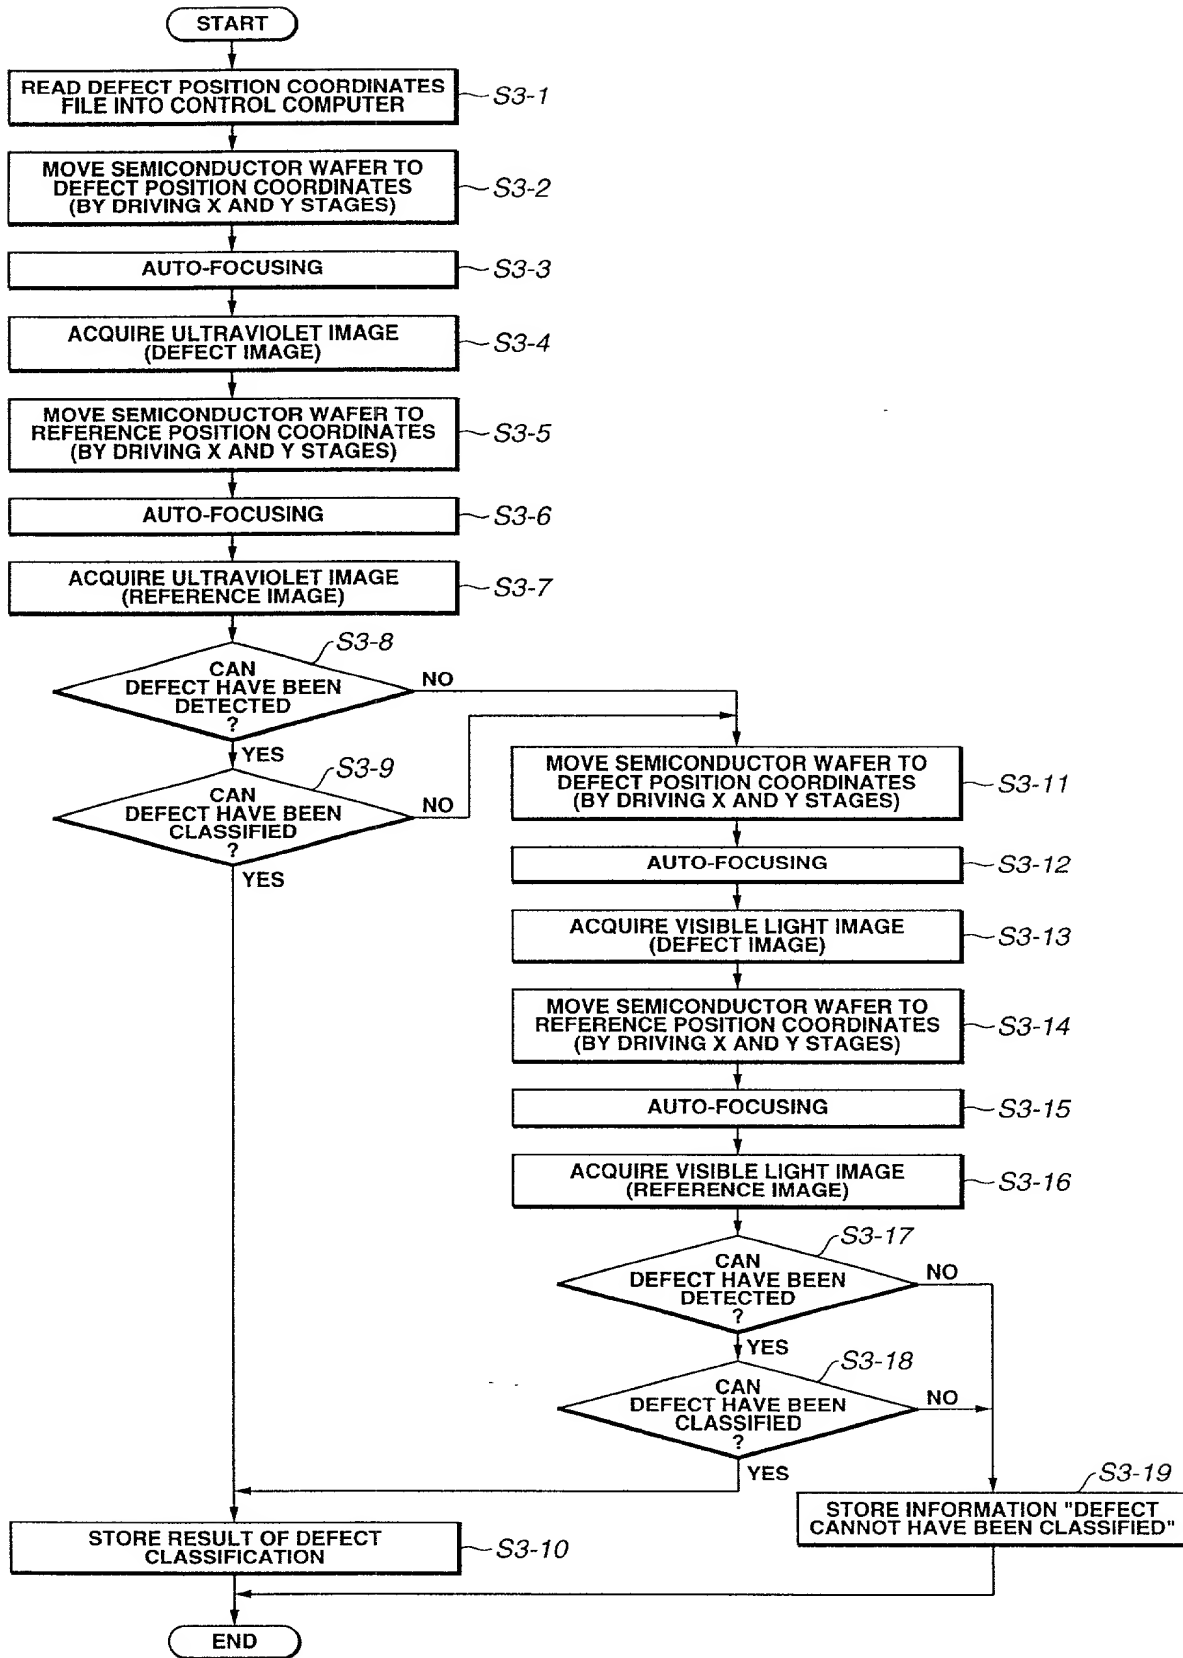 START
READ DEFECT POSITION COORDINATES
FILE INTO CONTROL COMPUTER
S3-1
MOVE SEMICONDUCTOR WAFER TO
DEFECT POSITION COORDINATES
(BY DRIVING X AND Y STAGES)
S3-2
AUTO-FOCUSING
S3-3
ACQUIRE ULTRAVIOLET IMAGE
(DEFECT IMAGE)
S3-4
MOVE SEMICONDUCTOR WAFER TO
REFERENCE POSITION COORDINATES
(BY DRIVING X AND Y STAGES)
S3-5
AUTO-FOCUSING
S3-6
ACQUIRE ULTRAVIOLET IMAGE
(REFERENCE IMAGE)
S3-7
S3-8
CAN
DEFECT HAVE BEEN
DETECTED
?
NO
YES
S3-9
CAN
DEFECT HAVE BEEN
CLASSIFIED
?
NO
YES
MOVE SEMICONDUCTOR WAFER TO
DEFECT POSITION COORDINATES
(BY DRIVING X AND Y STAGES)
S3-11
AUTO-FOCUSING
S3-12
ACQUIRE VISIBLE LIGHT IMAGE
(DEFECT IMAGE)
S3-13
MOVE SEMICONDUCTOR WAFER TO
REFERENCE POSITION COORDINATES
(BY DRIVING X AND Y STAGES)
S3-14
AUTO-FOCUSING
S3-15
ACQUIRE VISIBLE LIGHT IMAGE
(REFERENCE IMAGE)
S3-16
S3-17
CAN
DEFECT HAVE BEEN
DETECTED
?
NO
YES
S3-18
CAN
DEFECT HAVE BEEN
CLASSIFIED
?
NO
YES
S3-19
STORE INFORMATION "DEFECT
CANNOT HAVE BEEN CLASSIFIED"
STORE RESULT OF DEFECT
CLASSIFICATION
S3-10
END